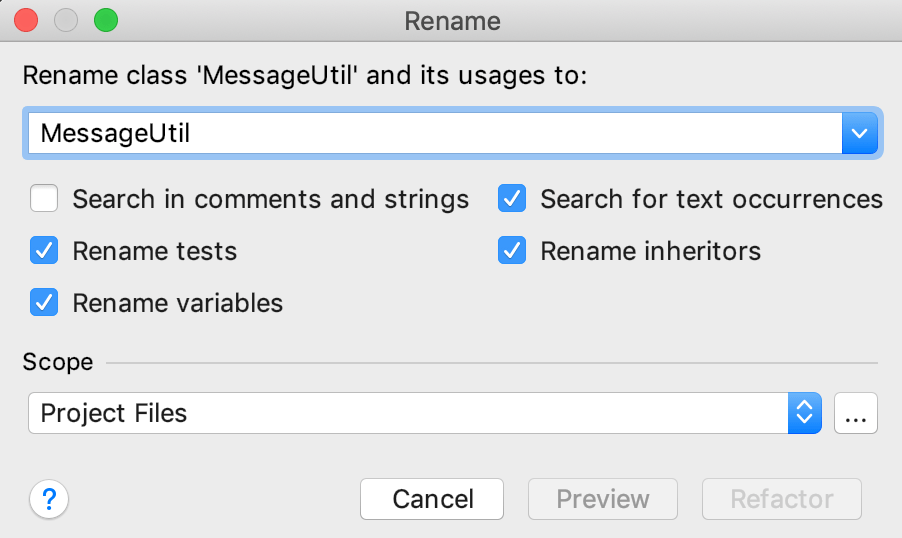 Rename
Rename class 'MessageUtil' and its usages to:
MessageUtil
Search in comments and strings
Search for text occurrences
Rename tests
Rename inheritors
Rename variables
Scope
Project Files
...
?
Cancel
Preview
Refactor